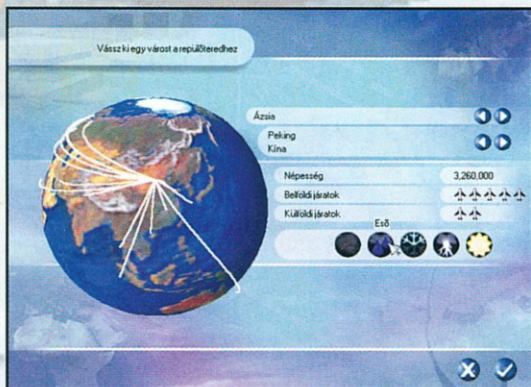 Vássz ki egy várost a repülőteredhez
Ázsia
Peking
Kína
Népesség 3,260,000
Belföldi járatok
Külföldi járatok
Eső